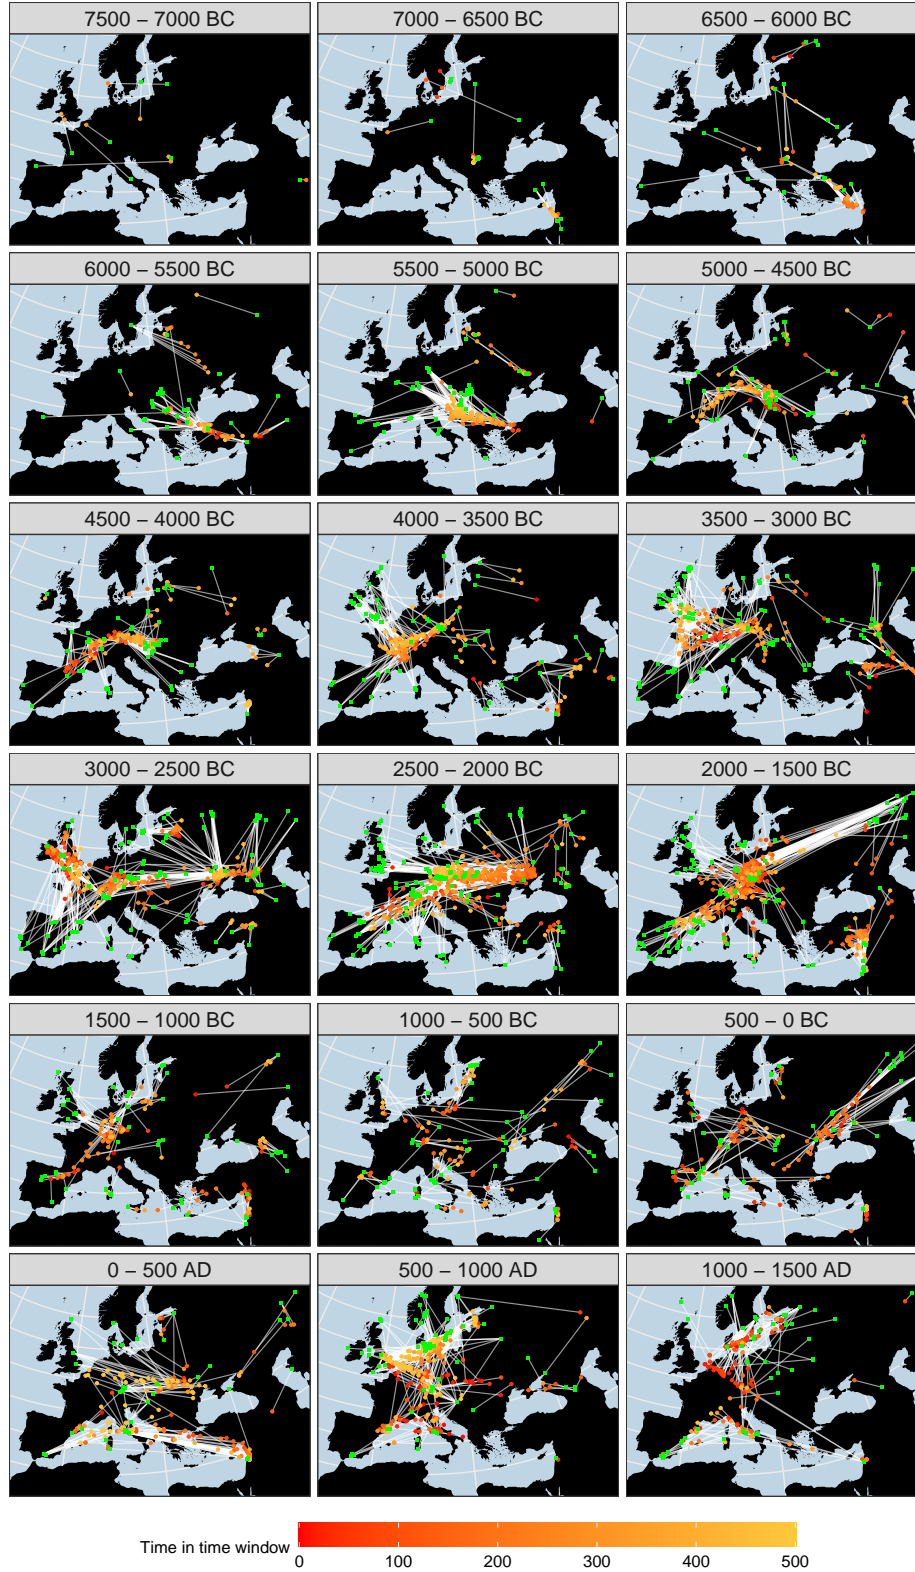 7500 – 7000 BC
7000 – 6500 BC
6500 – 6000 BC
6000 – 5500 BC
5500 – 5000 BC
5000 – 4500 BC
4500 – 4000 BC
4000 – 3500 BC
3500 – 3000 BC
3000 – 2500 BC
2500 – 2000 BC
2000 – 1500 BC
1500 – 1000 BC
1000 – 500 BC
500 – 0 BC
0 – 500 AD
500 – 1000 AD
1000 – 1500 AD
Time in time window
0 100 200 300 400 500